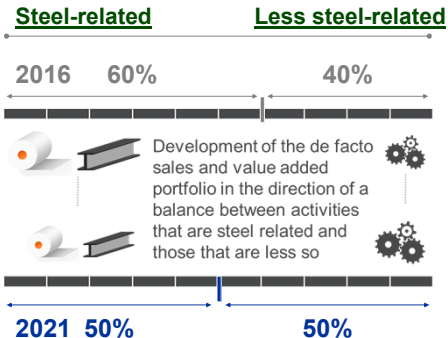 Steel-related Less steel-related
2016 60% 40%
Development of the de facto
sales and value added
portfolio in the direction of a
balance between activities
that are steel related and
those that are less so
2021 50% 50%